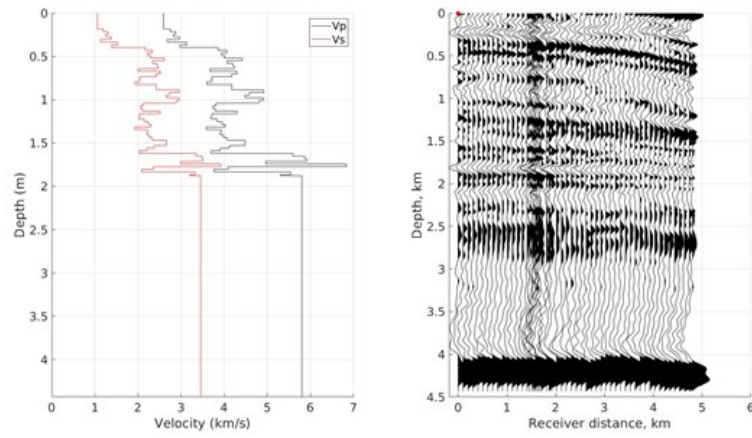 0
0.5
1
1.5
2
2.5
3
3.5
4
Depth (m)
0 1 2 3 4 5 6 7
Velocity (km/s)
Vp
Vs
0
0.5
1
1.5
2
2.5
3
3.5
4
4.5
Depth, km
0 1 2 3 4 5 6
Receiver distance, km